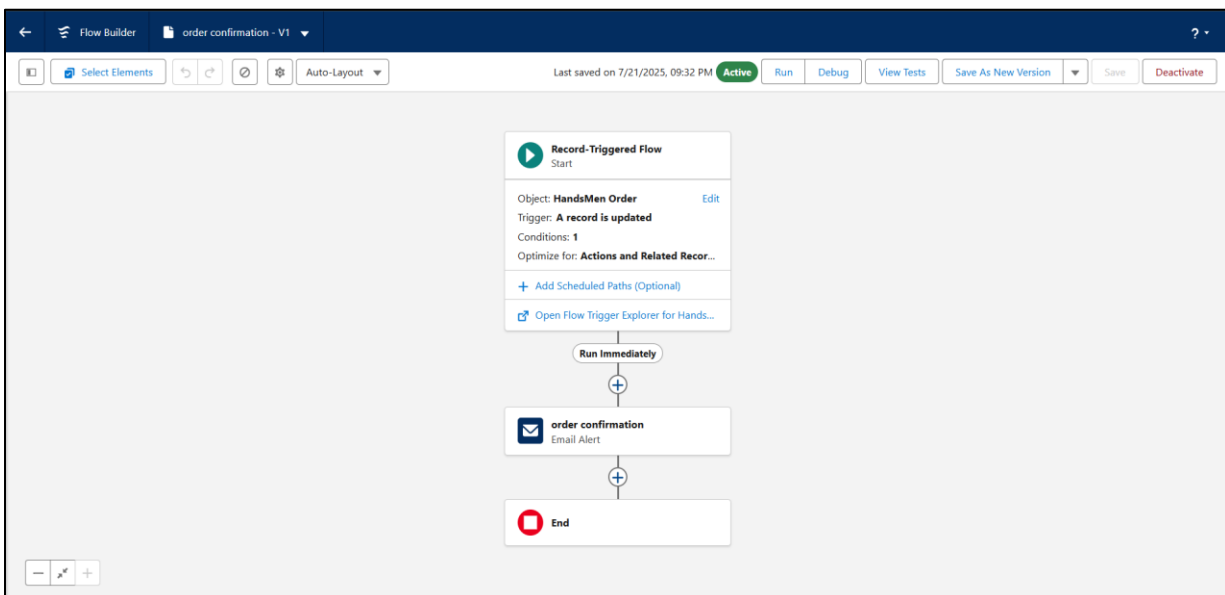 Flow Builder
order confirmation - V1
?
Select Elements
Auto-Layout
Last saved on 7/21/2025, 09:32 PM
Active
Run
Debug
View Tests
Save As New Version
Save
Deactivate
Record-Triggered Flow
Start
Object: HandsMen Order
Edit
Trigger: A record is updated
Conditions: 1
Optimize for: Actions and Related Recor...
+ Add Scheduled Paths (Optional)
Open Flow Trigger Explorer for Hands...
Run Immediately
order confirmation
Email Alert
End